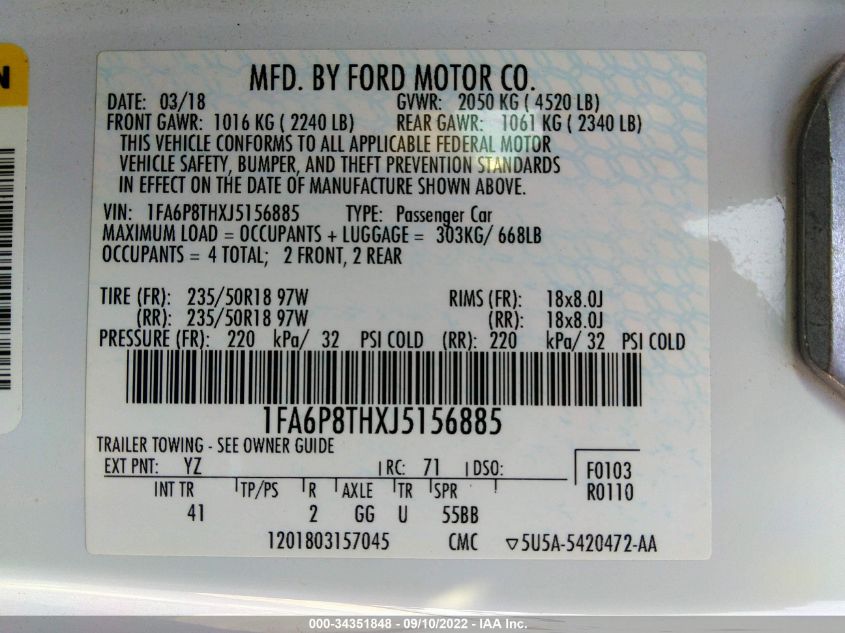 N
MFD. BY FORD MOTOR CO.
DATE: 03/18 GVWR: 2050 KG ( 4520 LB)
FRONT GAWR: 1016 KG ( 2240 LB) REAR GAWR: 1061 KG ( 2340 LB)
THIS VEHICLE CONFORMS TO ALL APPLICABLE FEDERAL MOTOR
VEHICLE SAFETY, BUMPER, AND THEFT PREVENTION STANDARDS
IN EFFECT ON THE DATE OF MANUFACTURE SHOWN ABOVE.
VIN: 1FA6P8THXJ5156885 TYPE: Passenger Car
MAXIMUM LOAD = OCCUPANTS + LUGGAGE = 303KG/ 668LB
OCCUPANTS = 4 TOTAL; 2 FRONT, 2 REAR
TIRE (FR): 235/50R18 97W RIMS (FR): 18x8.0J
(RR): 235/50R18 97W (RR): 18x8.0J
PRESSURE (FR): 220 kPa/ 32 PSI COLD (RR): 220 kPa/ 32 PSI COLD
1FA6P8THXJ5156885
TRAILER TOWING - SEE OWNER GUIDE
EXT PNT: YZ RC: 71 DSO: F0103
INT TR TP/PS R AXLE TR SPR R0110
41 2 GG U 55BB
1201803157045 CMC ▽5U5A-5420472-AA
000-34351848 - 09/10/2022 - IAA Inc.